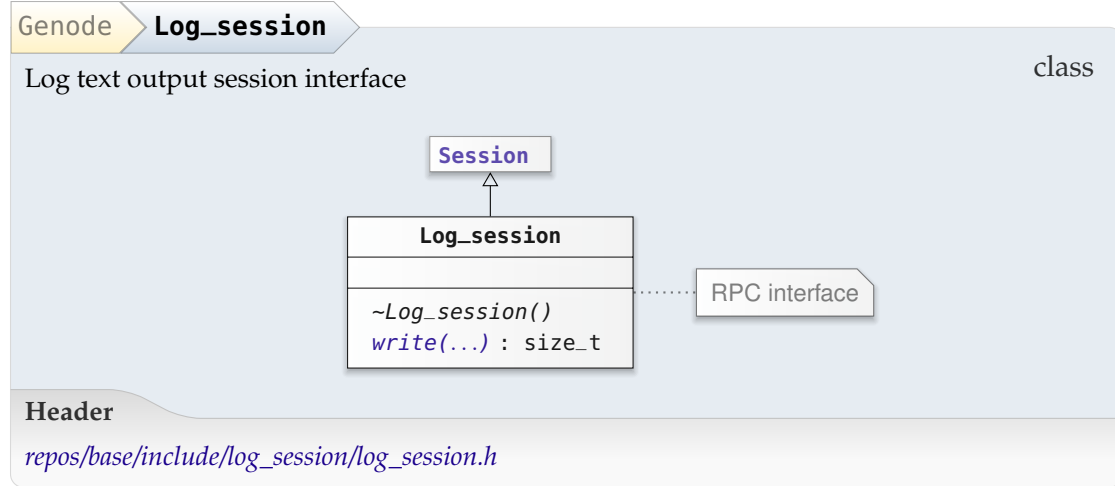 Genode Log_session
class
Log text output session interface
Session
Log_session
RPC interface
~Log_session()
write(...) : size_t
Header
repos/base/include/log_session/log_session.h